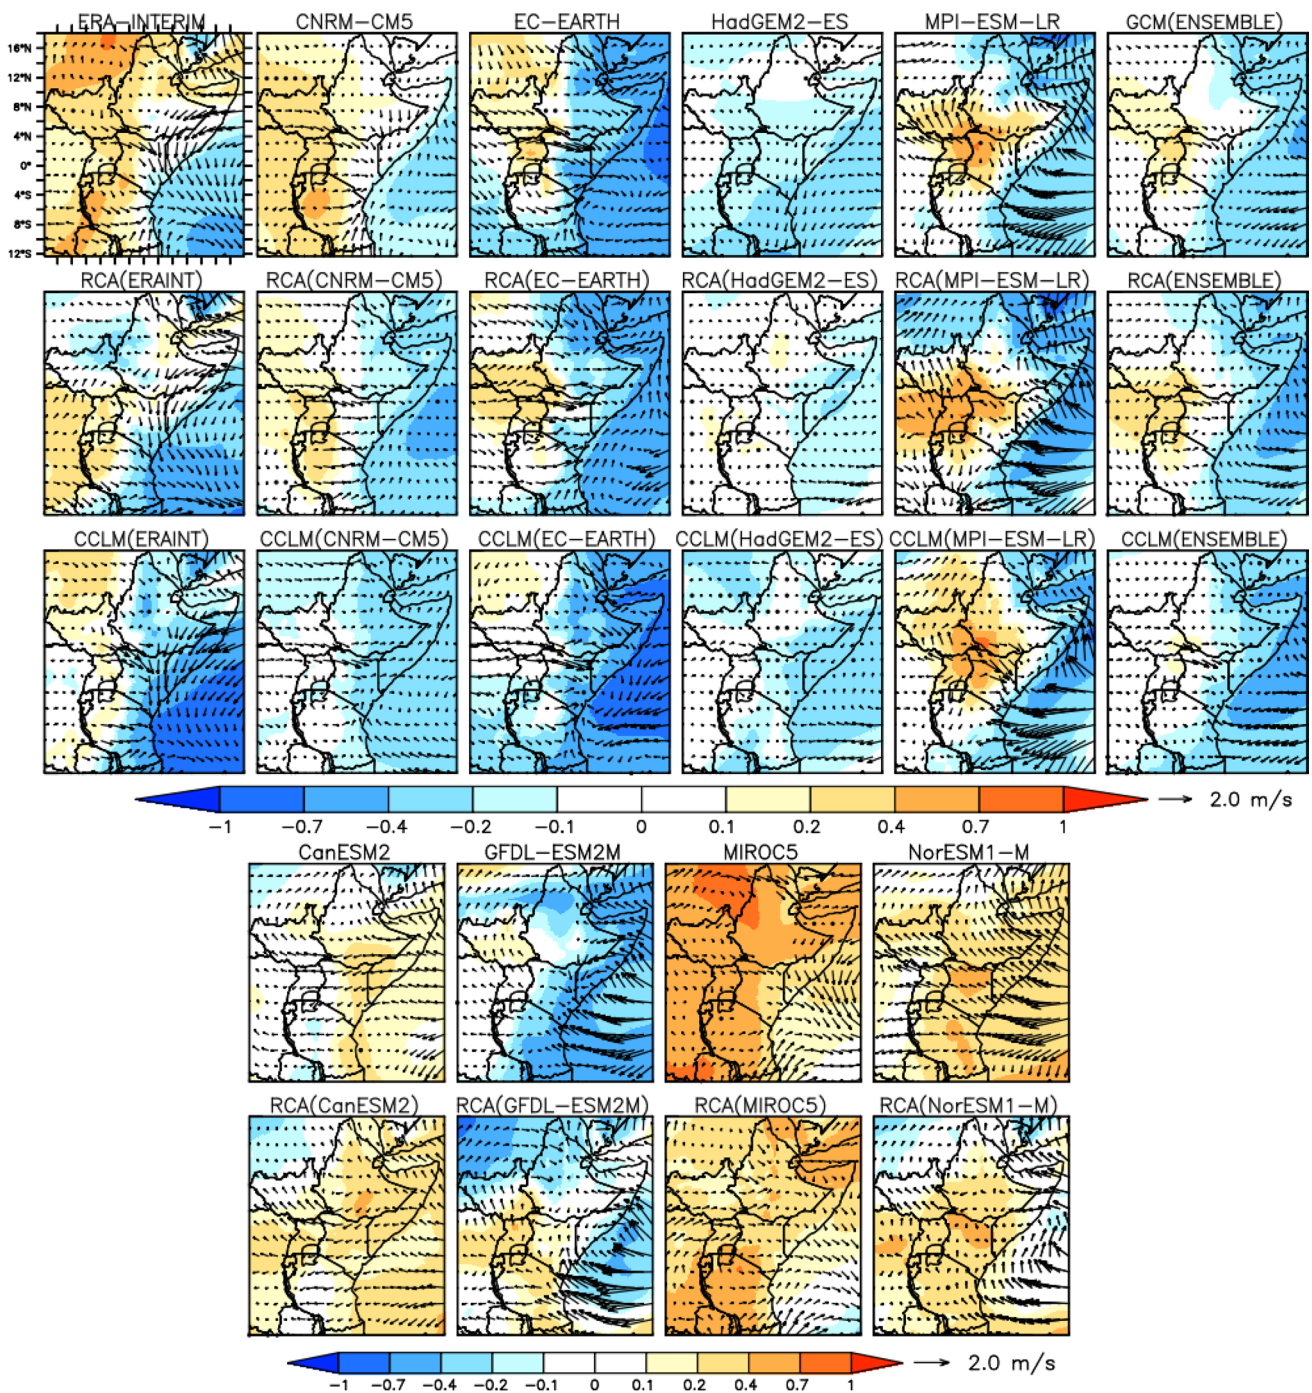 ERA-INTERIM CNRM-CM5 EC-EARTH HadGEM2-ES MPI-ESM-LR GCM(ENSEMBLE)
16°N
12°N
8°N
4°N
0°
4°S
8°S
12°S
RCA(ERAINT) RCA(CNRM-CM5) RCA(EC-EARTH) RCA(HadGEM2-ES) RCA(MPI-ESM-LR) RCA(ENSEMBLE)
CCLM(ERAINT) CCLM(CNRM-CM5) CCLM(EC-EARTH) CCLM(HadGEM2-ES) CCLM(MPI-ESM-LR) CCLM(ENSEMBLE)
2.0 m/s
-1 -0.7 -0.4 -0.2 -0.1 0 0.1 0.2 0.4 0.7 1
CanESM2 GFDL-ESM2M MIROC5 NorESM1-M
RCA(CanESM2) RCA(GFDL-ESM2M) RCA(MIROC5) RCA(NorESM1-M)
2.0 m/s
-1 -0.7 -0.4 -0.2 -0.1 0 0.1 0.2 0.4 0.7 1